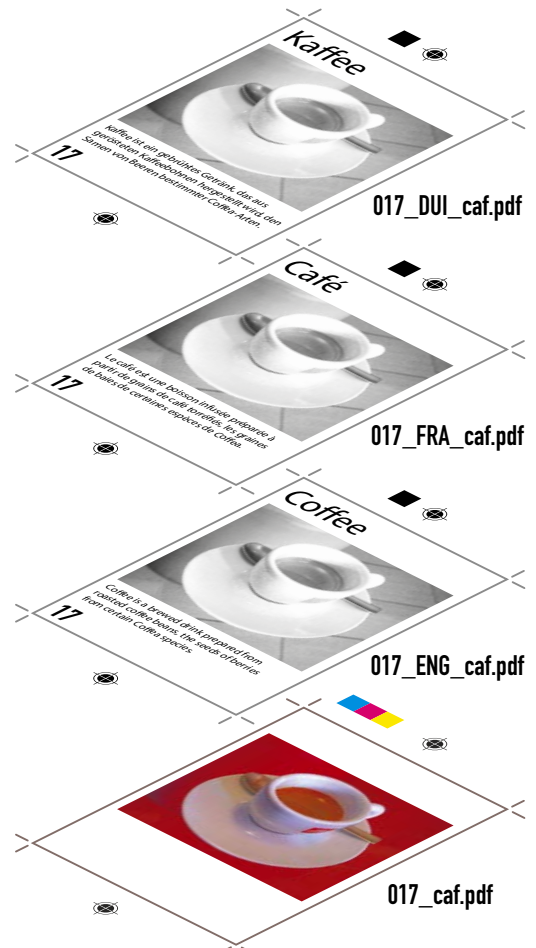 Kaffee
Kaffee ist ein gebrühtes Getränk, das aus
gerösteten Kaffeebohnen hergestellt wird, den
Samen von Beeren bestimmter Coffea-Arten.
17
017_DUI_caf.pdf
Café
Le café est une boisson infusée préparée à
partir de grains de café torréfiés, les graines
de baies de certaines espèces de Coffea.
17
017_FRA_caf.pdf
Coffee
Coffee is a brewed drink prepared from
roasted coffee beans, the seeds of berries
from certain Coffea species.
17
017_ENG_caf.pdf
017_caf.pdf